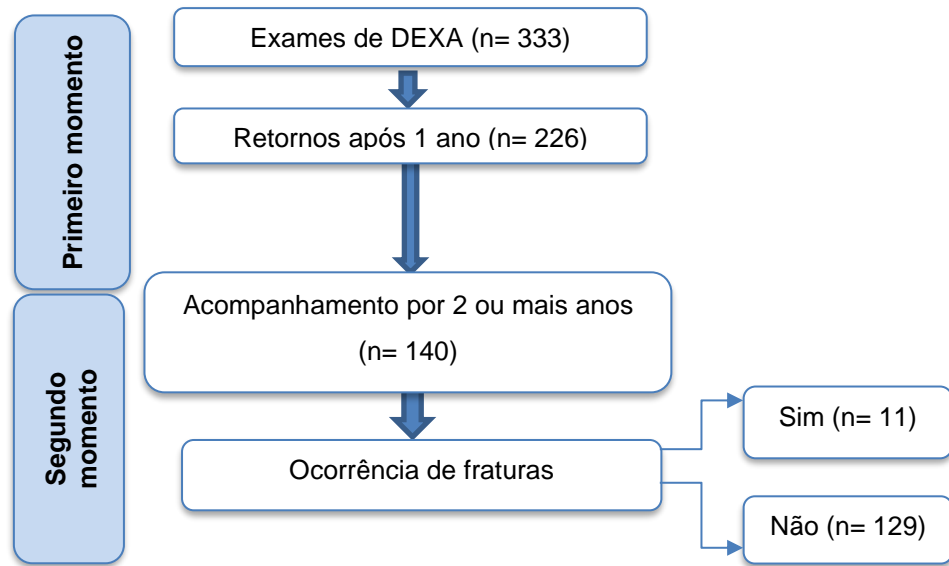 Primeiro momento
Exames de DEXA (n= 333)
Retornos após 1 ano (n= 226)
Segundo
momento
Acompanhamento por 2 ou mais anos
(n= 140)
Ocorrência de fraturas
Sim (n= 11)
Não (n= 129)